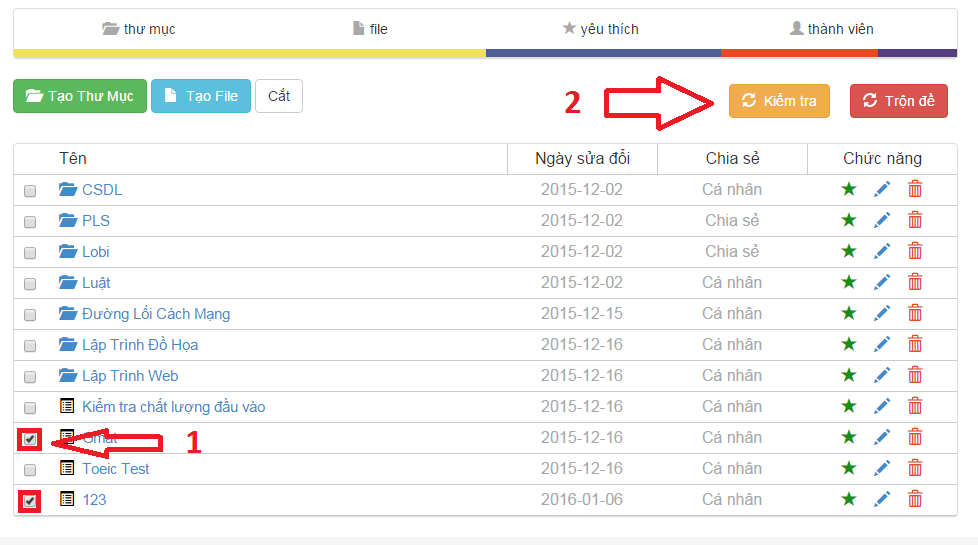 thư mục file yêu thích thành viên
Tạo Thư Mục Tạo File Cắt 2 Kiểm tra Trộn đề
Tên Ngày sửa đổi Chia sẻ Chức năng
CSDL 2015-12-02 Cá nhân
PLS 2015-12-02 Chia sẻ
Lobi 2015-12-02 Chia sẻ
Luật 2015-12-02 Cá nhân
Đường Lối Cách Mạng 2015-12-15 Cá nhân
Lập Trình Đồ Họa 2015-12-16 Cá nhân
Lập Trình Web 2015-12-16 Cá nhân
Kiểm tra chất lượng đầu vào 2015-12-16 Cá nhân
1 2015-12-16 Cá nhân
Toeic Test 2015-12-16 Cá nhân
123 2016-01-06 Cá nhân